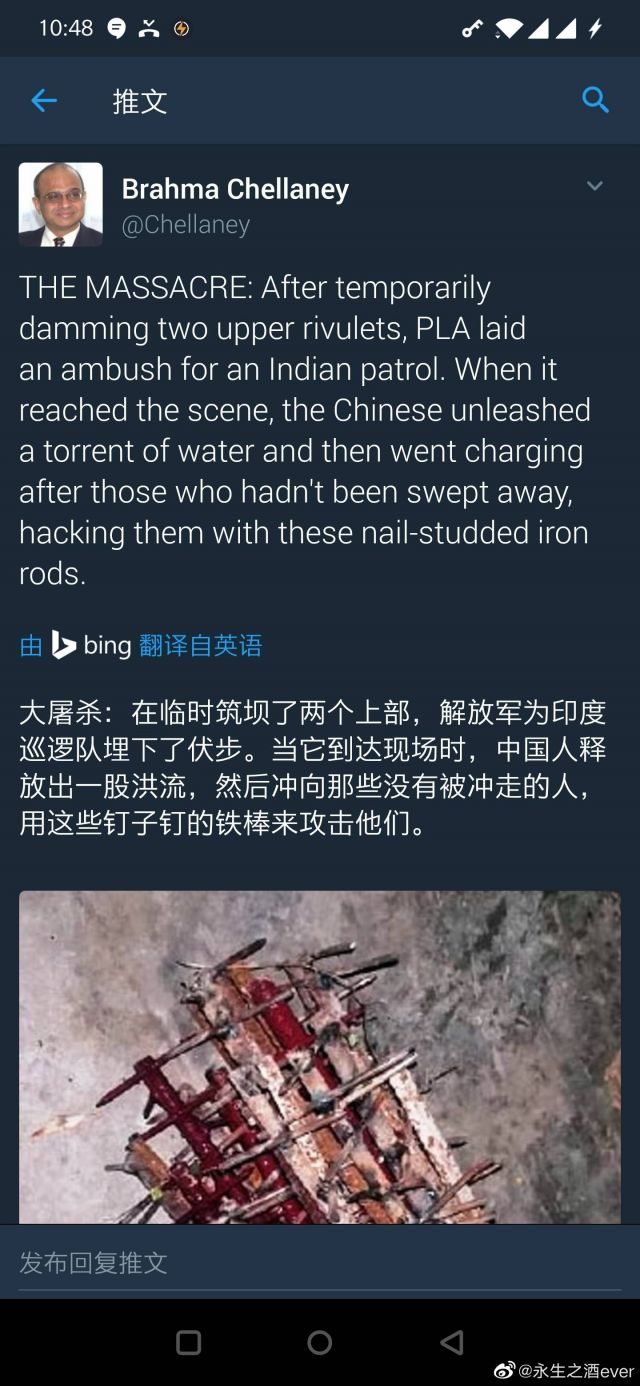 10:48
推文
Brahma Chellaney
@Chellaney
THE MASSACRE: After temporarily
damming two upper rivulets, PLA laid
an ambush for an Indian patrol. When it
reached the scene, the Chinese unleashed
a torrent of water and then went charging
after those who hadn't been swept away,
hacking them with these nail-studded iron
rods.
由 bing 翻译自英语
大屠杀：在临时筑坝了两个上部，解放军为印度
巡逻队埋下了伏步。当它到达现场时，中国人释
放出一股洪流，然后冲向那些没有被冲走的人，
用这些钉子钉的铁棒来攻击他们。
发布回复推文
@永生之酒ever